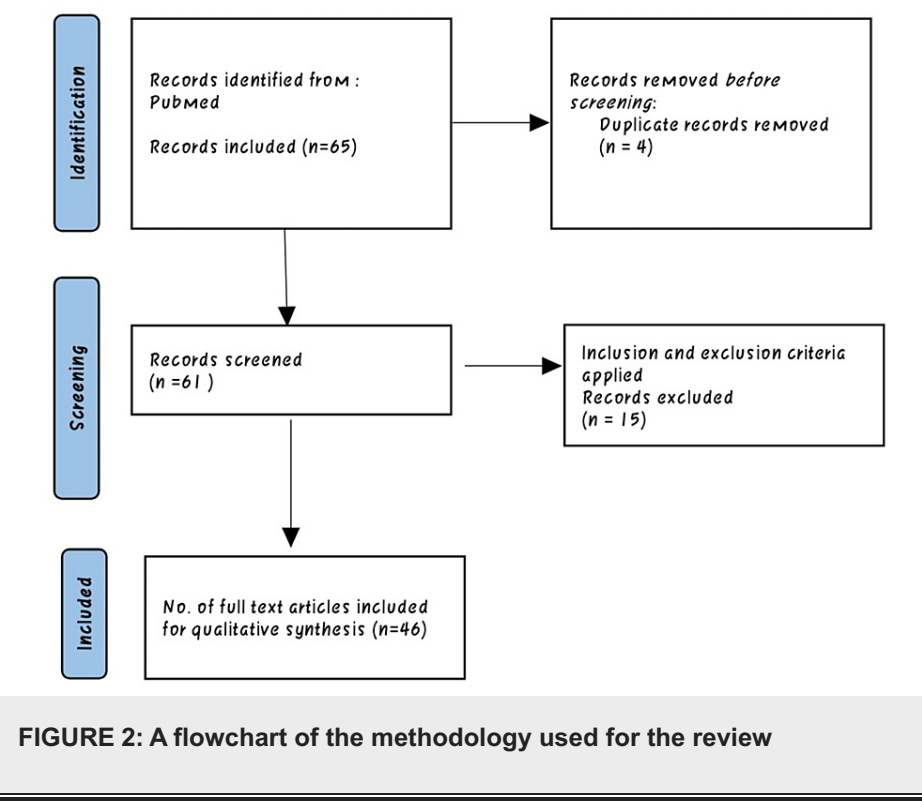 Identification
Records identified from :
Pubmed
Records included (n=65)
Records removed before
screening:
Duplicate records removed
(n = 4)
Screening
Records screened
(n =61 )
Inclusion and exclusion criteria
applied
Records excluded
(n = 15)
Included
No. of full text articles included
for qualitative synthesis (n=46)
FIGURE 2: A flowchart of the methodology used for the review